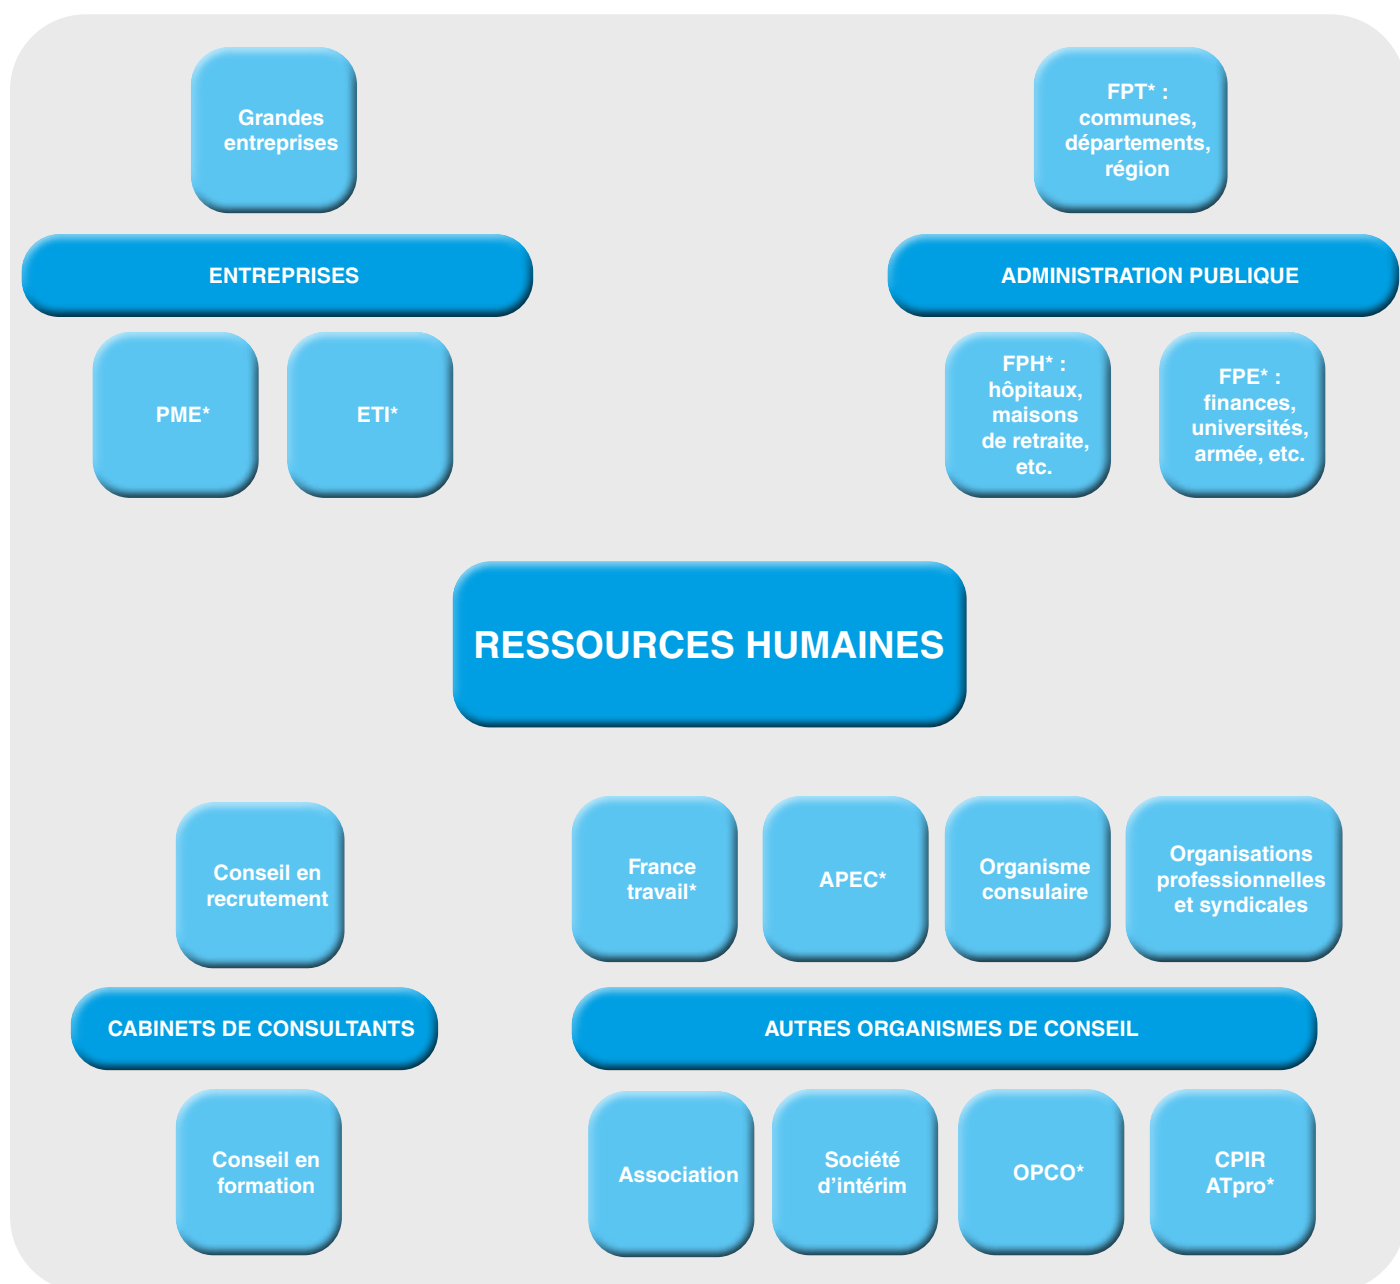 Grandes
entreprises
FPT* :
communes,
départements,
région
ENTREPRISES
ADMINISTRATION PUBLIQUE
PME*
ETI*
FPH* :
hôpitaux,
maisons
de retraite,
etc.
FPE* :
finances,
universités,
armée, etc.
RESSOURCES HUMAINES
Conseil en
recrutement
France
travail*
APEC*
Organisme
consulaire
Organisations
professionnelles
et syndicales
CABINETS DE CONSULTANTS
AUTRES ORGANISMES DE CONSEIL
Conseil en
formation
Association
Société
d'intérim
OPCO*
CPIR
ATpro*